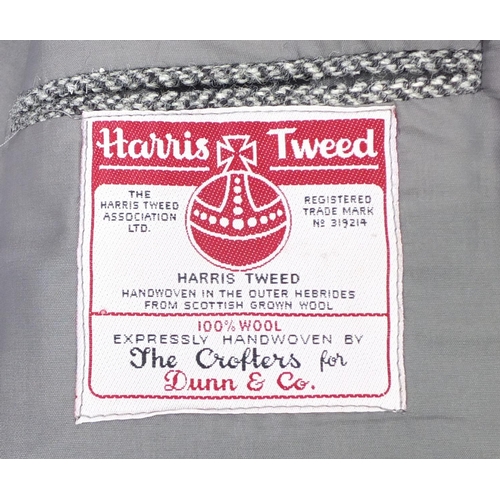 Harris Tweed
THE
HARRIS TWEED
ASSOCIATION
LTD.
REGISTERED
TRADE MARK
Nº 319214
HARRIS TWEED
HANDWOVEN IN THE OUTER HEBRIDES
FROM SCOTTISH GROWN WOOL
100% WOOL
EXPRESSLY HANDWOVEN BY
The Crofters for
Dunn & Co.